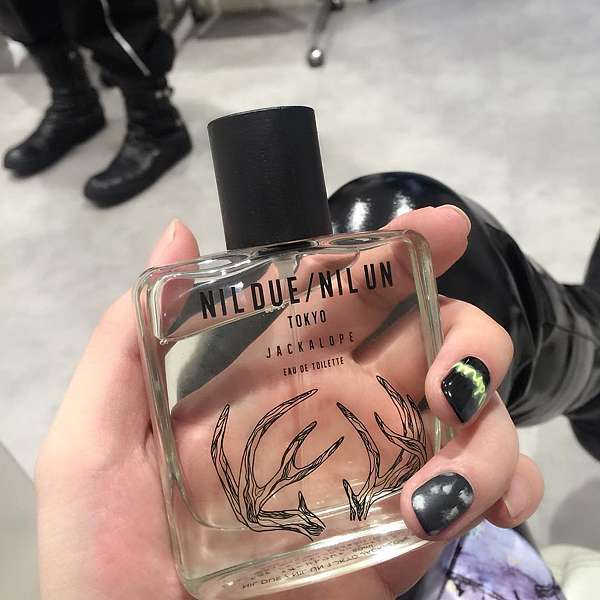 NIL DUE / NIL UN
TOKYO
JACKALOPE
EAU DE TOILETTE